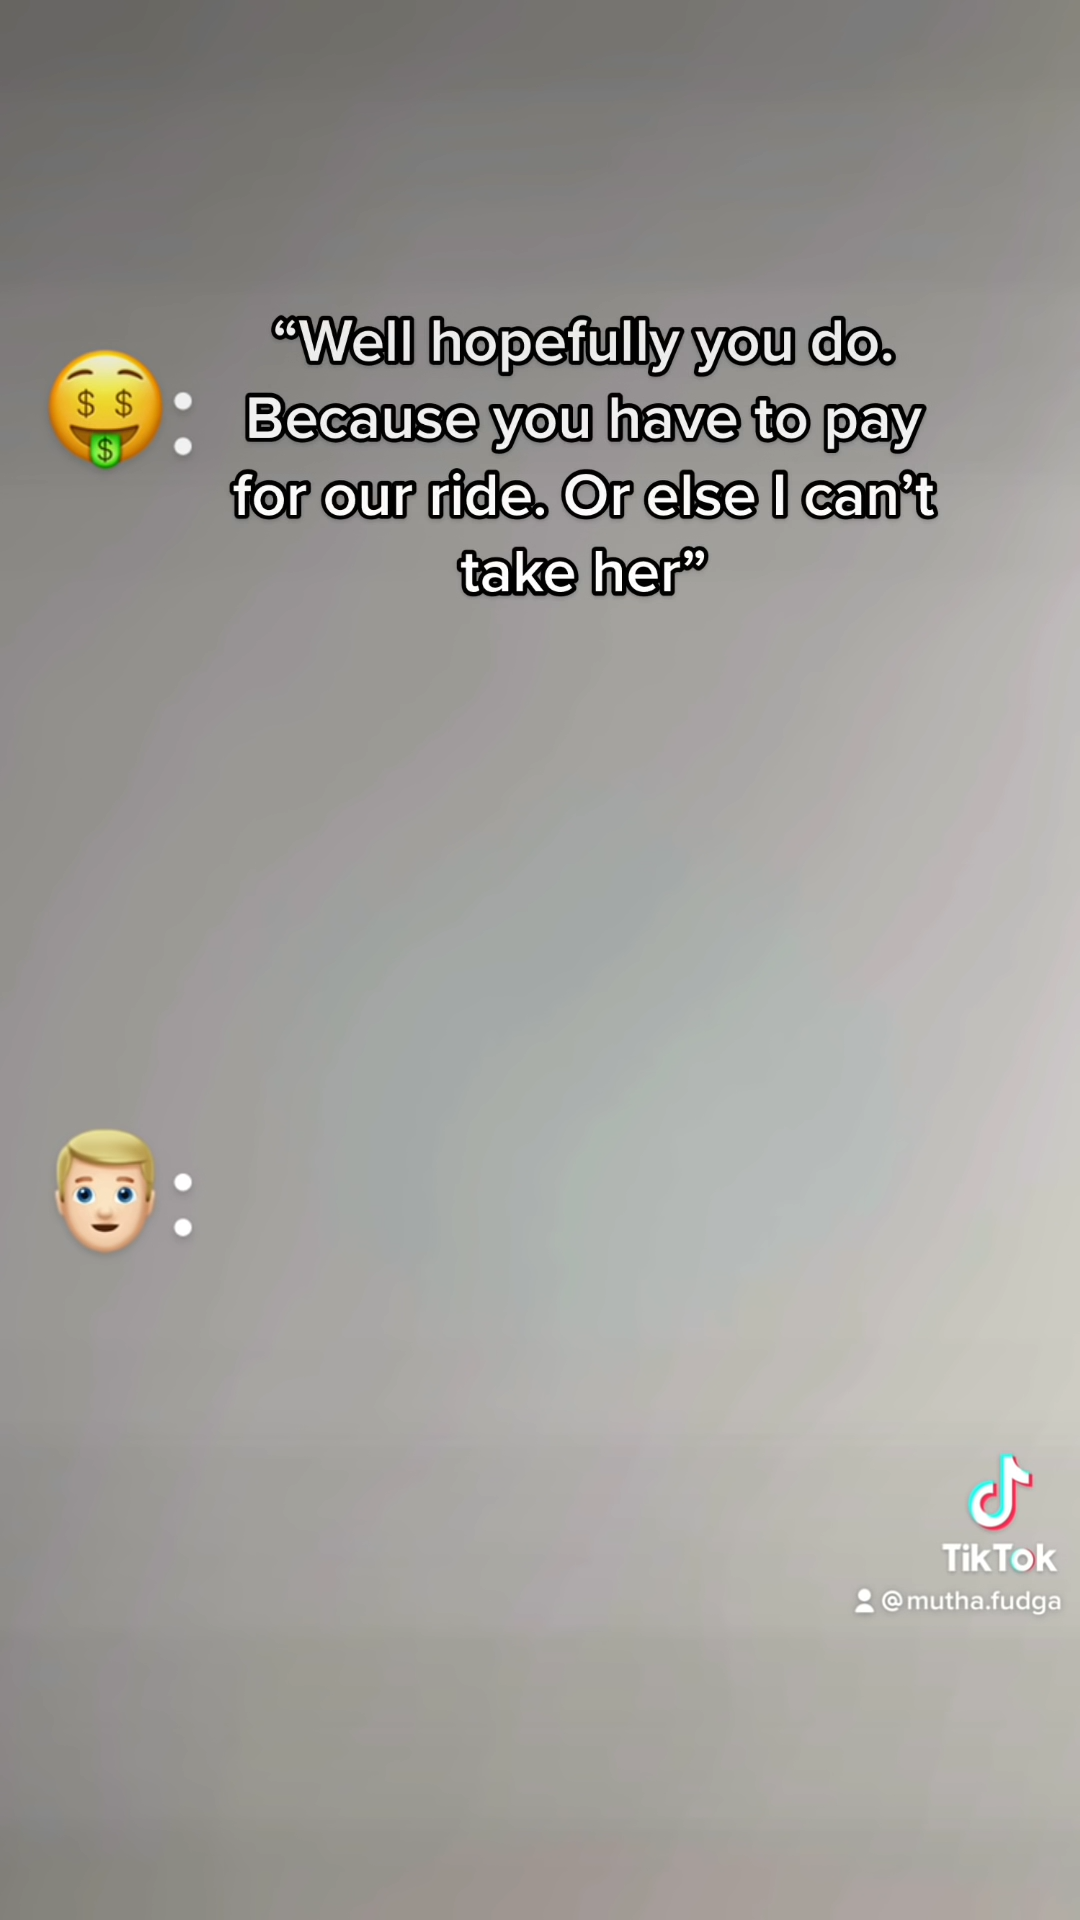 “Well hopefully you do.
Because you have to pay
for our ride. Or else I can’t
take her”
:
:
TikTok
@mutha.fudga